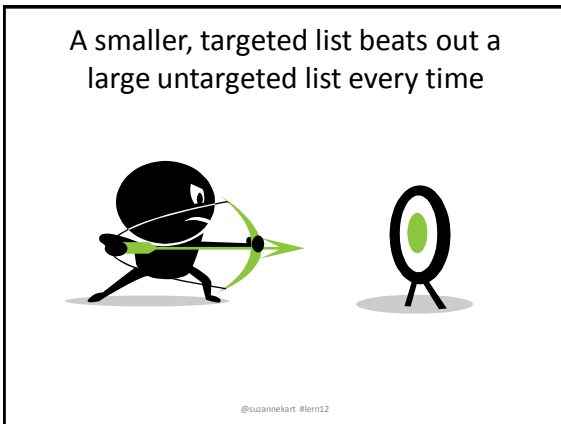 A smaller, targeted list beats out a
large untargeted list every time
@suzannekart #lern12